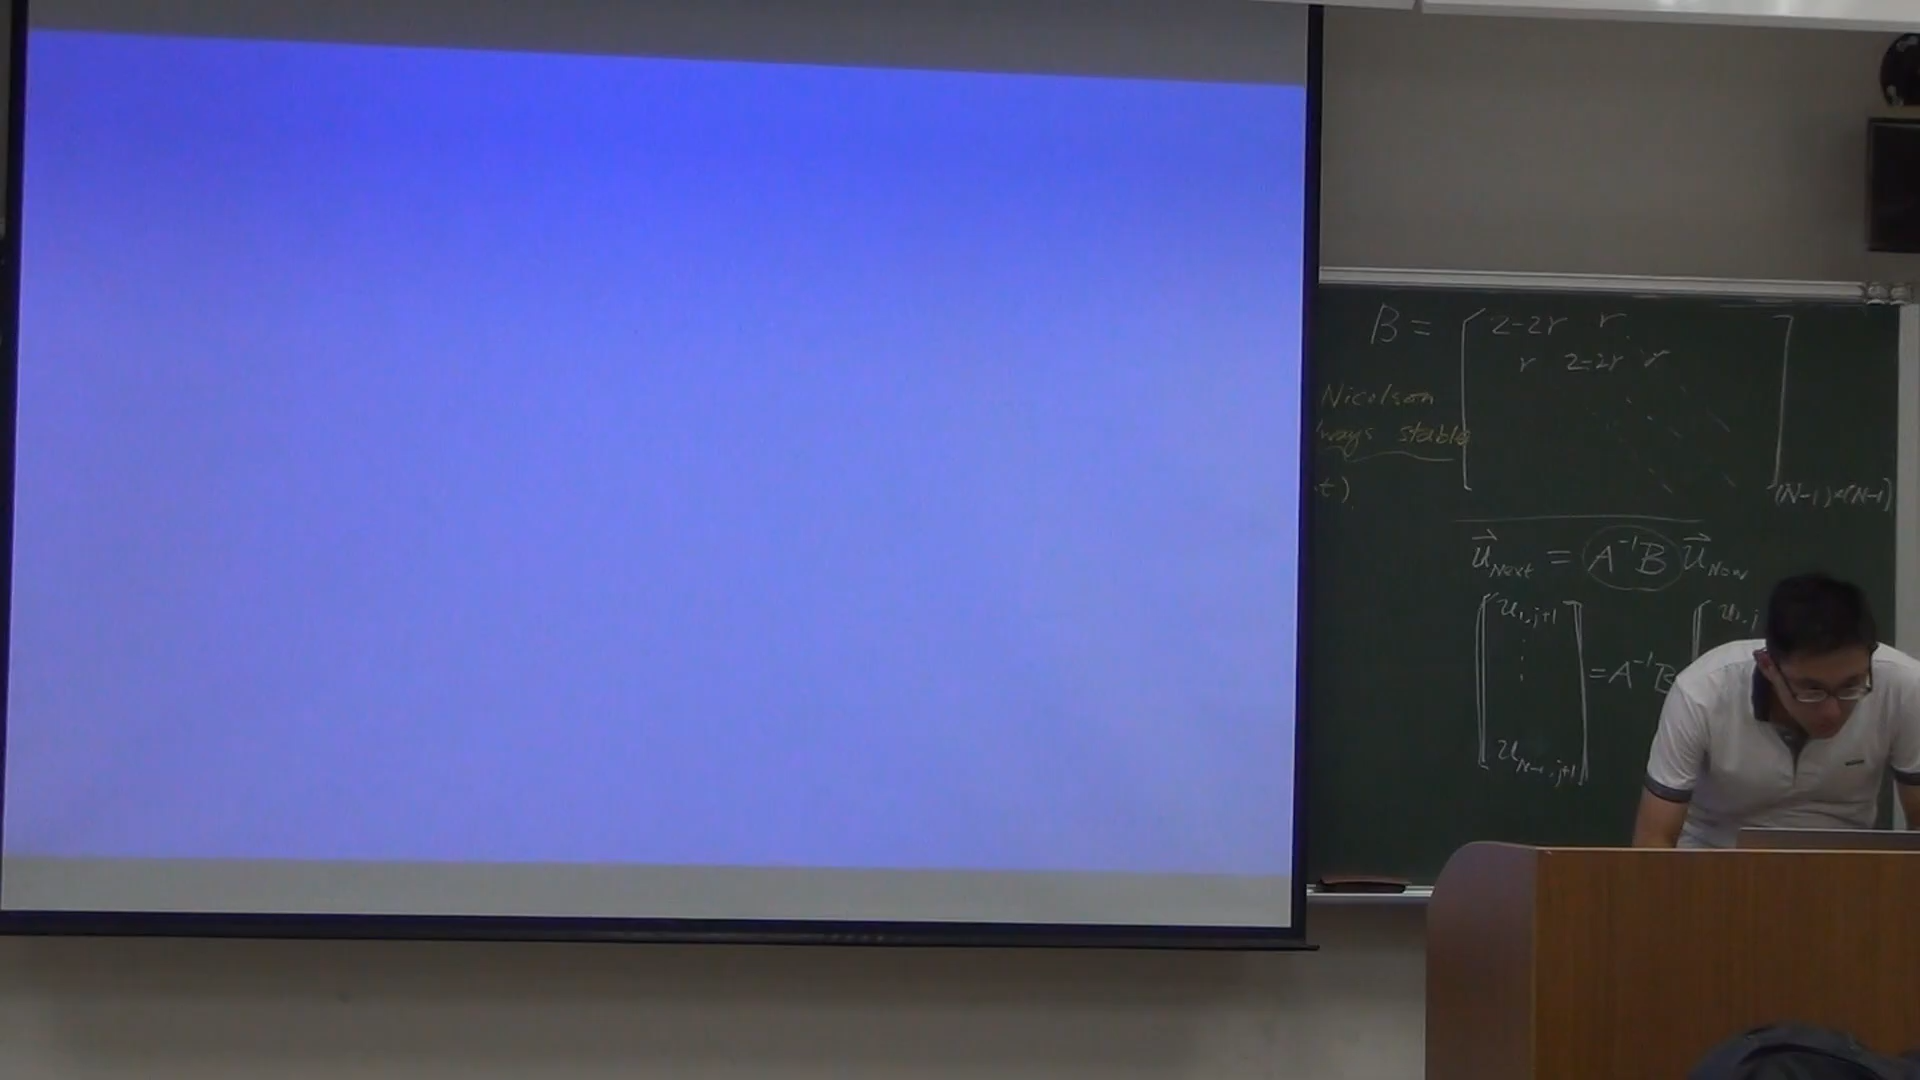 B = [ 2-2r r
r 2-2r r
] (N-1)×(N-1)
Nicolson
ways stable
t)
u⃗Next = A⁻¹B u⃗Now
[ u1,j+1 ⋮ uN-1,j+1 ] = A⁻¹B [ u1,j